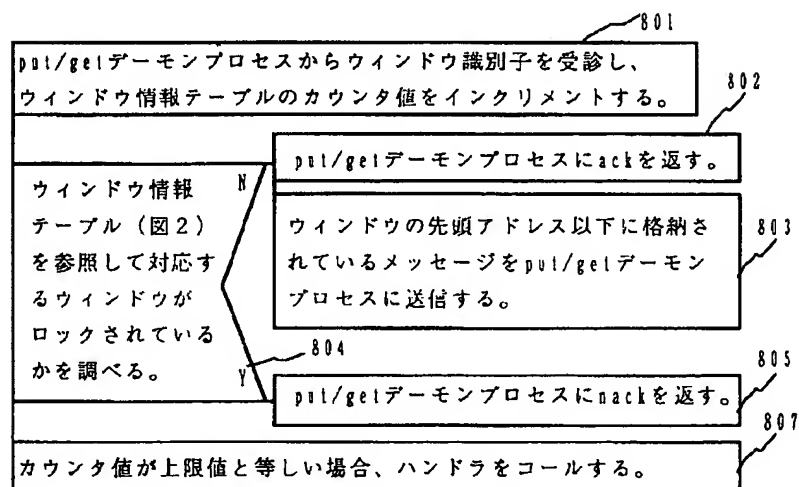 801
put/getデーモンプロセスからウィンドウ識別子を受診し、
ウィンドウ情報テーブルのカウンタ値をインクリメントする。
802
put/getデーモンプロセスにackを返す。
ウィンドウ情報
テーブル（図２）
を参照して対応す
るウィンドウが
ロックされている
かを調べる。
N
Y
ウィンドウの先頭アドレス以下に格納さ
れているメッセージをput/getデーモン
プロセスに送信する。
803
804
805
put/getデーモンプロセスにnackを返す。
807
カウンタ値が上限値と等しい場合、ハンドラをコールする。